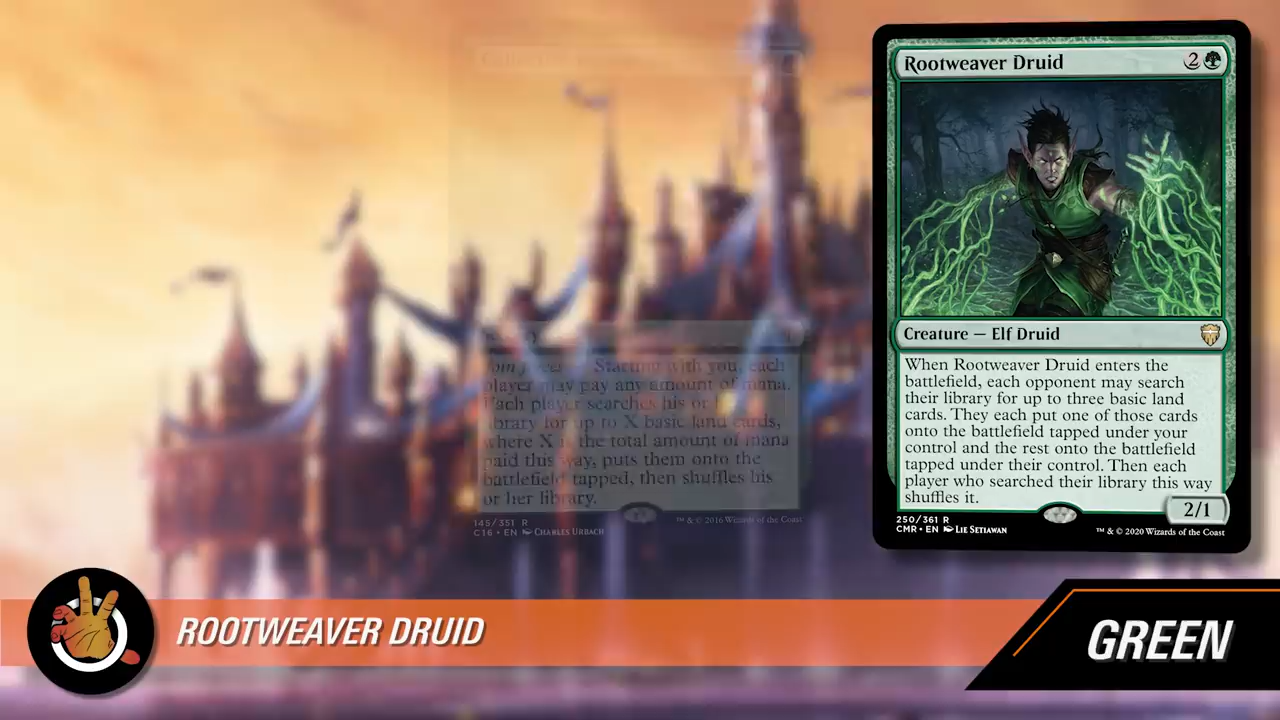 Rootweaver Druid 2
Creature — Elf Druid
When Rootweaver Druid enters the
battlefield, each opponent may search
their library for up to three basic land
cards. They each put one of those cards
onto the battlefield tapped under your
control and the rest onto the battlefield
tapped under their control. Then each
player who searched their library this way
shuffles it.
2/1
250/361 R
CMR • EN LIE SETIAWAN
™ & © 2020 Wizards of the Coast
Starting with you, each
player may pay any amount of mana.
Each player searches his or
library for up to X basic land cards,
where X is the total amount of mana
paid this way, puts them onto the
battlefield tapped, then shuffles his
or her library.
145/351 R
C16 • EN CHARLES URBACH
™ & © 2016 Wizards of the Coast
ROOTWEAVER DRUID
GREEN